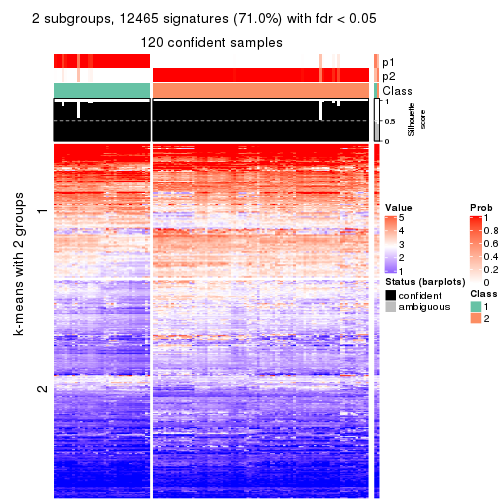 2 subgroups, 12465 signatures (71.0%) with fdr < 0.05
120 confident samples
p1
p2
Class
1
0.5
0
Silhouette
score
k-means with 2 groups
1
2
Value
5
4
3
2
1
Status (barplots)
confident
ambiguous
Prob
1
0.8
0.6
0.4
0.2
0
Class
1
2